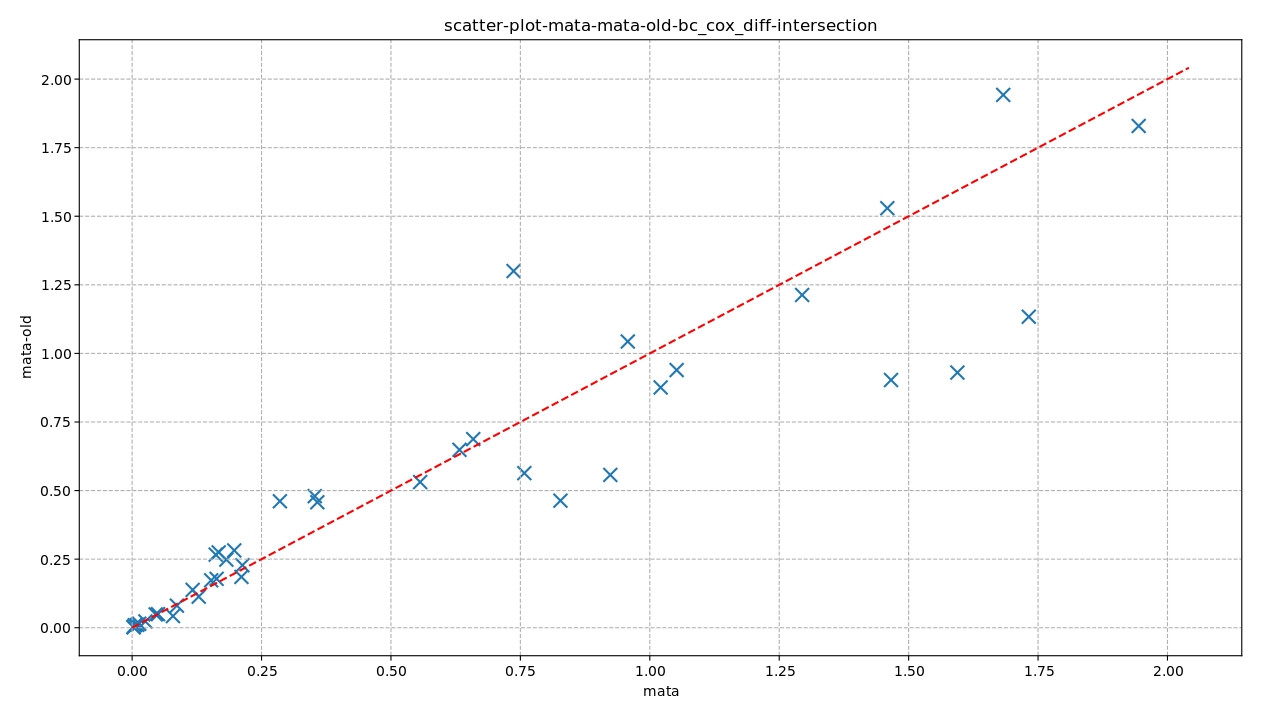 scatter-plot-mata-mata-old-bc_cox_diff-intersection
2.00
1.75
1.50
1.25
1.00
0.75
0.50
0.25
0.00
mata-old
0.00 0.25 0.50 0.75 1.00 1.25 1.50 1.75 2.00
mata